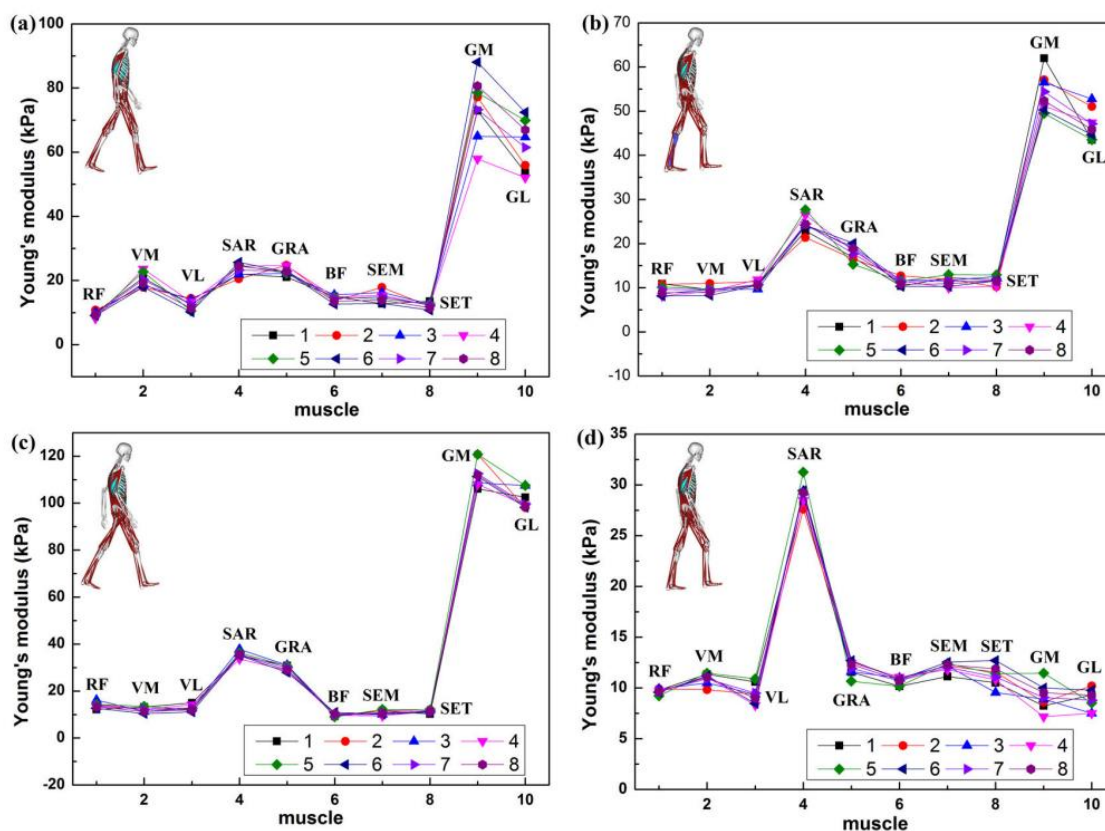 (a)
100
80
60
40
20
0
Young's modulus (kPa)
RF
VM
VL
SAR
GRA
BF
SEM
SET
GM
GL
1 2 3 4
5 6 7 8
2 4 6 8 10
muscle
(b)
70
60
50
40
30
20
10
0
-10
Young's modulus (kPa)
RF
VM
VL
SAR
GRA
BF
SEM
SET
GM
GL
1 2 3 4
5 6 7 8
2 4 6 8 10
muscle
(c)
120
100
80
60
40
20
0
-20
Young's modulus (kPa)
RF
VM
VL
SAR
GRA
BF
SEM
SET
GM
GL
1 2 3 4
5 6 7 8
2 4 6 8 10
muscle
(d)
35
30
25
20
15
10
5
0
Young's modulus (kPa)
RF
VM
VL
SAR
GRA
BF
SEM
SET
GM
GL
1 2 3 4
5 6 7 8
2 4 6 8 10
muscle